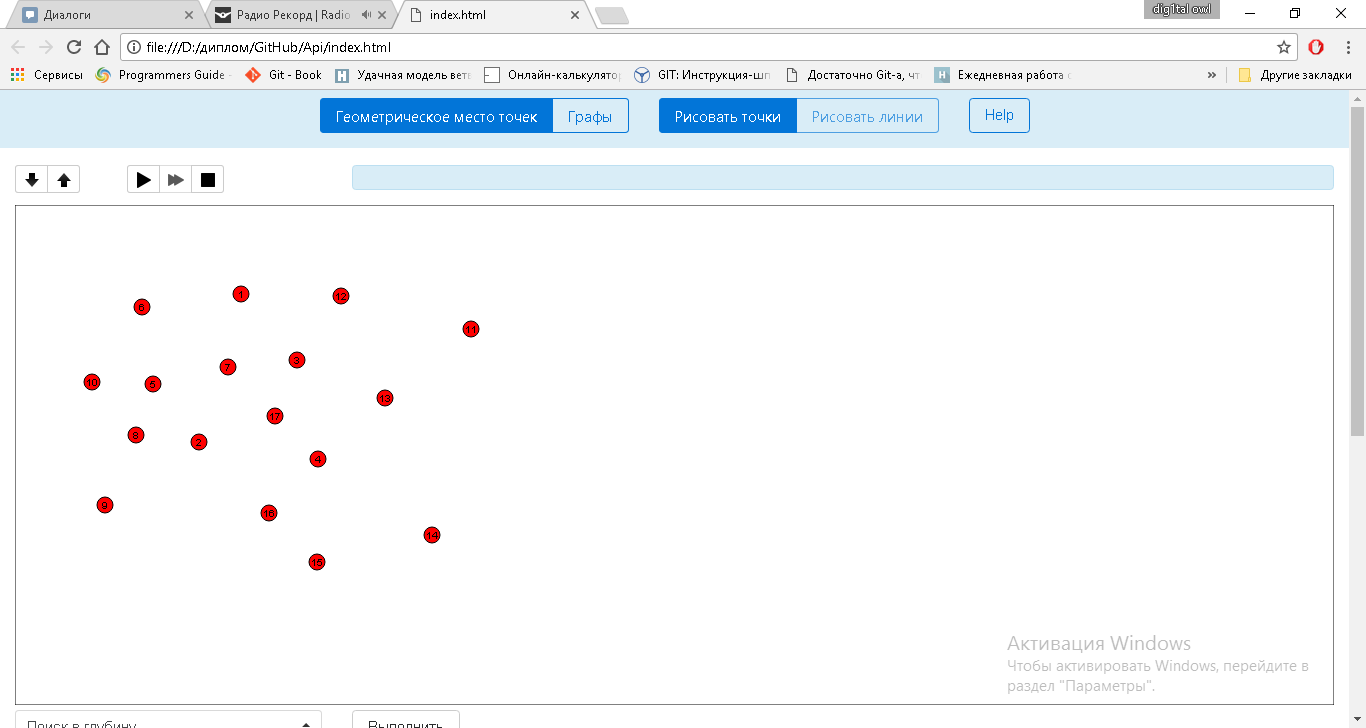 Диалоги
Радио Рекорд | Radio
index.html
dig1tal owl
file:///D:/диплом/GitHub/Api/index.html
Сервисы
Programmers Guide
Git - Book
Удачная модель ветв
Онлайн-калькулятор
GIT: Инструкция-шп
Достаточно Git-а, чт
Ежедневная работа с
»
Другие закладки
Геометрическое место точек
Графы
Рисовать точки
Рисовать линии
Help
1
12
11
7
3
10
6
13
17
2
4
9
16
14
15
Активация Windows
Чтобы активировать Windows, перейдите в
раздел "Параметры".
Поиск в глубину
Выполнить